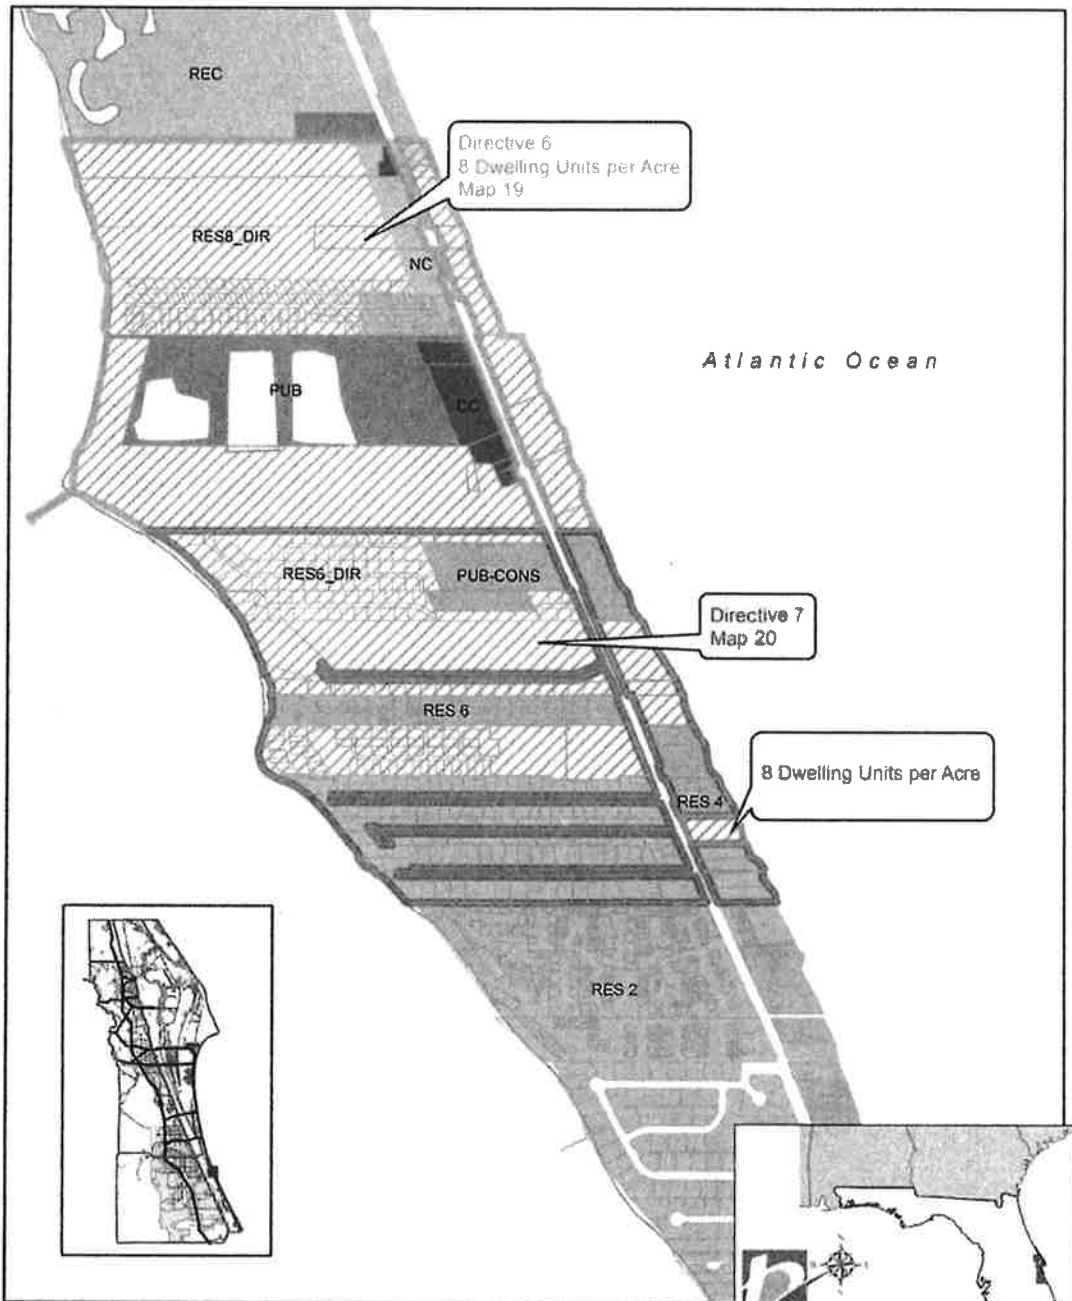 REC
Directive 6
8 Dwelling Units per Acre
Map 19
RES8_DIR
NC
Atlantic Ocean
PUB
CC
RES6_DIR
PUB-CONS
Directive 7
Map 20
RES 6
8 Dwelling Units per Acre
RES 4
RES 2